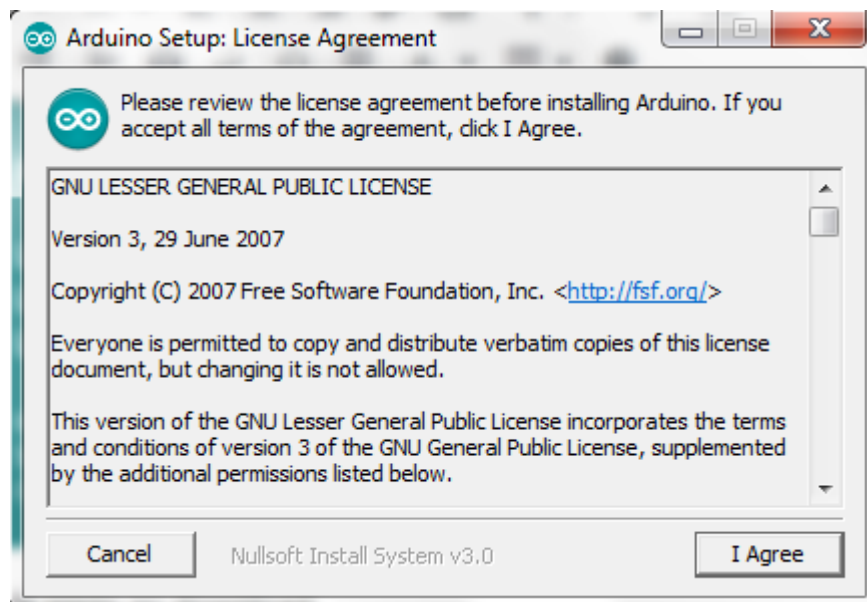 Arduino Setup: License Agreement
Please review the license agreement before installing Arduino. If you
accept all terms of the agreement, click I Agree.
GNU LESSER GENERAL PUBLIC LICENSE
Version 3, 29 June 2007
Copyright (C) 2007 Free Software Foundation, Inc. <http://fsf.org/>
Everyone is permitted to copy and distribute verbatim copies of this license
document, but changing it is not allowed.
This version of the GNU Lesser General Public License incorporates the terms
and conditions of version 3 of the GNU General Public License, supplemented
by the additional permissions listed below.
Cancel
Nullsoft Install System v3.0
I Agree